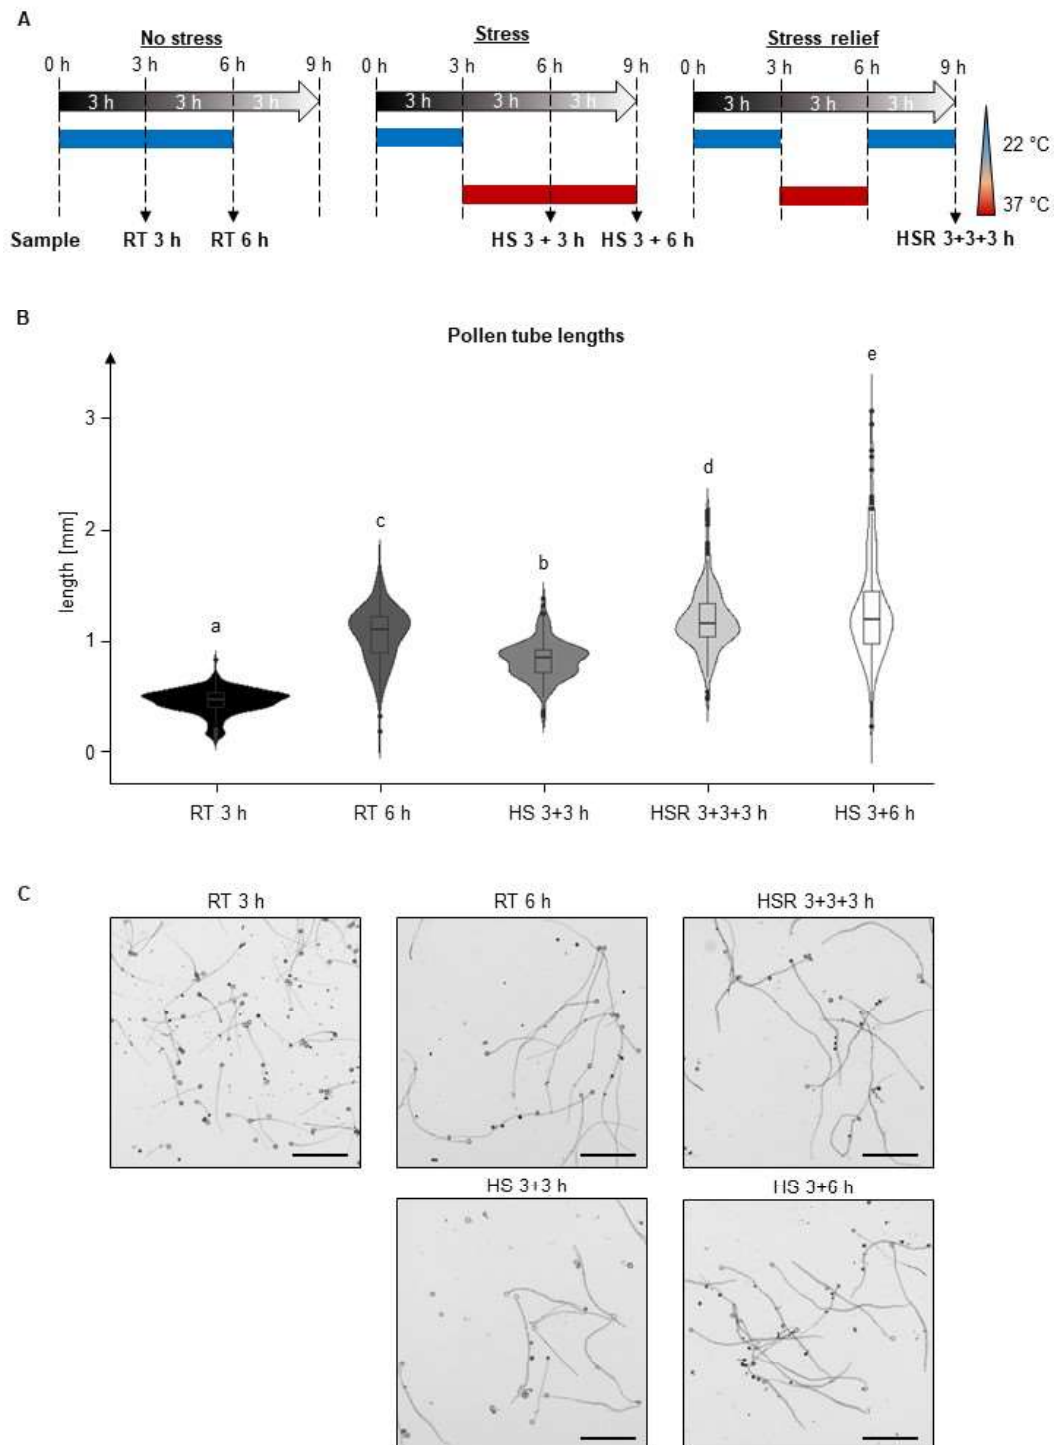 A
No stress
Stress
Stress relief
0 h 3 h 6 h 9 h
0 h 3 h 6 h 9 h
0 h 3 h 6 h 9 h
3 h 3 h 3 h
3 h 3 h 3 h
3 h 3 h 3 h
22 °C
37 °C
Sample RT 3 h RT 6 h HS 3 + 3 h HS 3 + 6 h HSR 3+3+3 h
B
Pollen tube lengths
e
d
c
b
a
length [mm]
3
2
1
0
RT 3 h RT 6 h HS 3+3 h HSR 3+3+3 h HS 3+6 h
C
RT 3 h RT 6 h HSR 3+3+3 h
HS 3+3 h HS 3+6 h